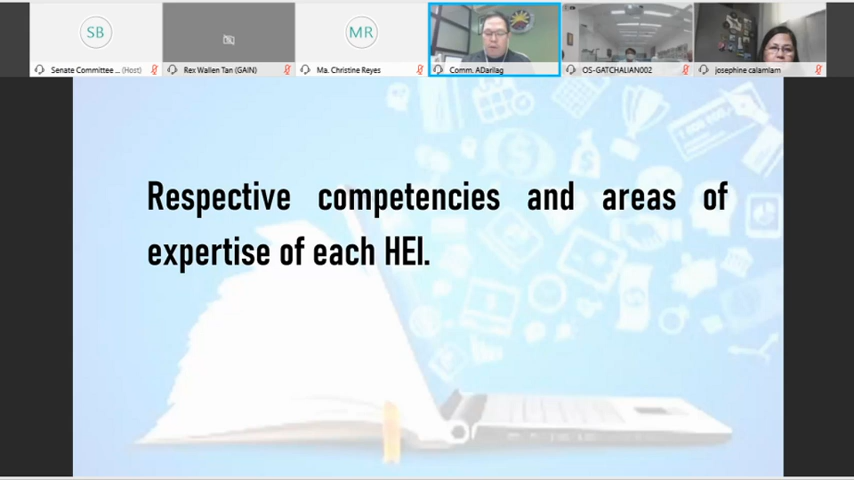 SB
MR
Senate Committee ... (Host)
Rex Wallen Tan (GAIN)
Ma. Christine Reyes
Comm. ADarilag
OS-GATCHALIAN002
josephine calamlam
Respective competencies and areas of
expertise of each HEI.